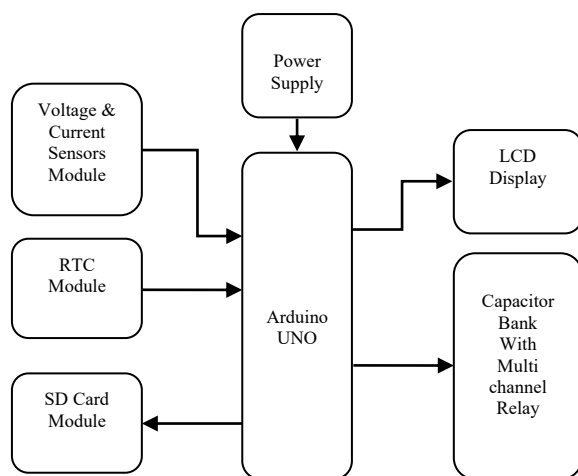 Power
Supply
Voltage &
Current
Sensors
Module
LCD
Display
RTC
Module
Arduino
UNO
Capacitor
Bank
With
Multi
channel
Relay
SD Card
Module